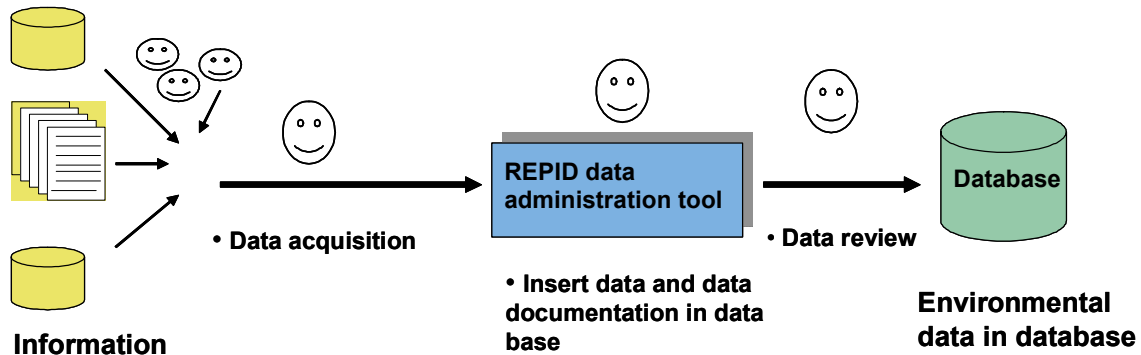 REPID data
administration tool
Database
• Data acquisition
• Data review
• Insert data and data
documentation in data
base
Information
Environmental
data in database